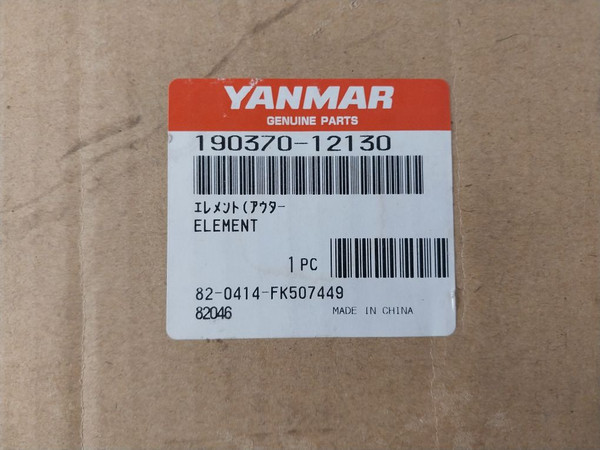 YANMAR
GENUINE PARTS
190370-12130
ｴﾚﾒﾝﾄ(ｱｳﾀ-
ELEMENT
1 PC
82-0414-FK507449
82046 MADE IN CHINA